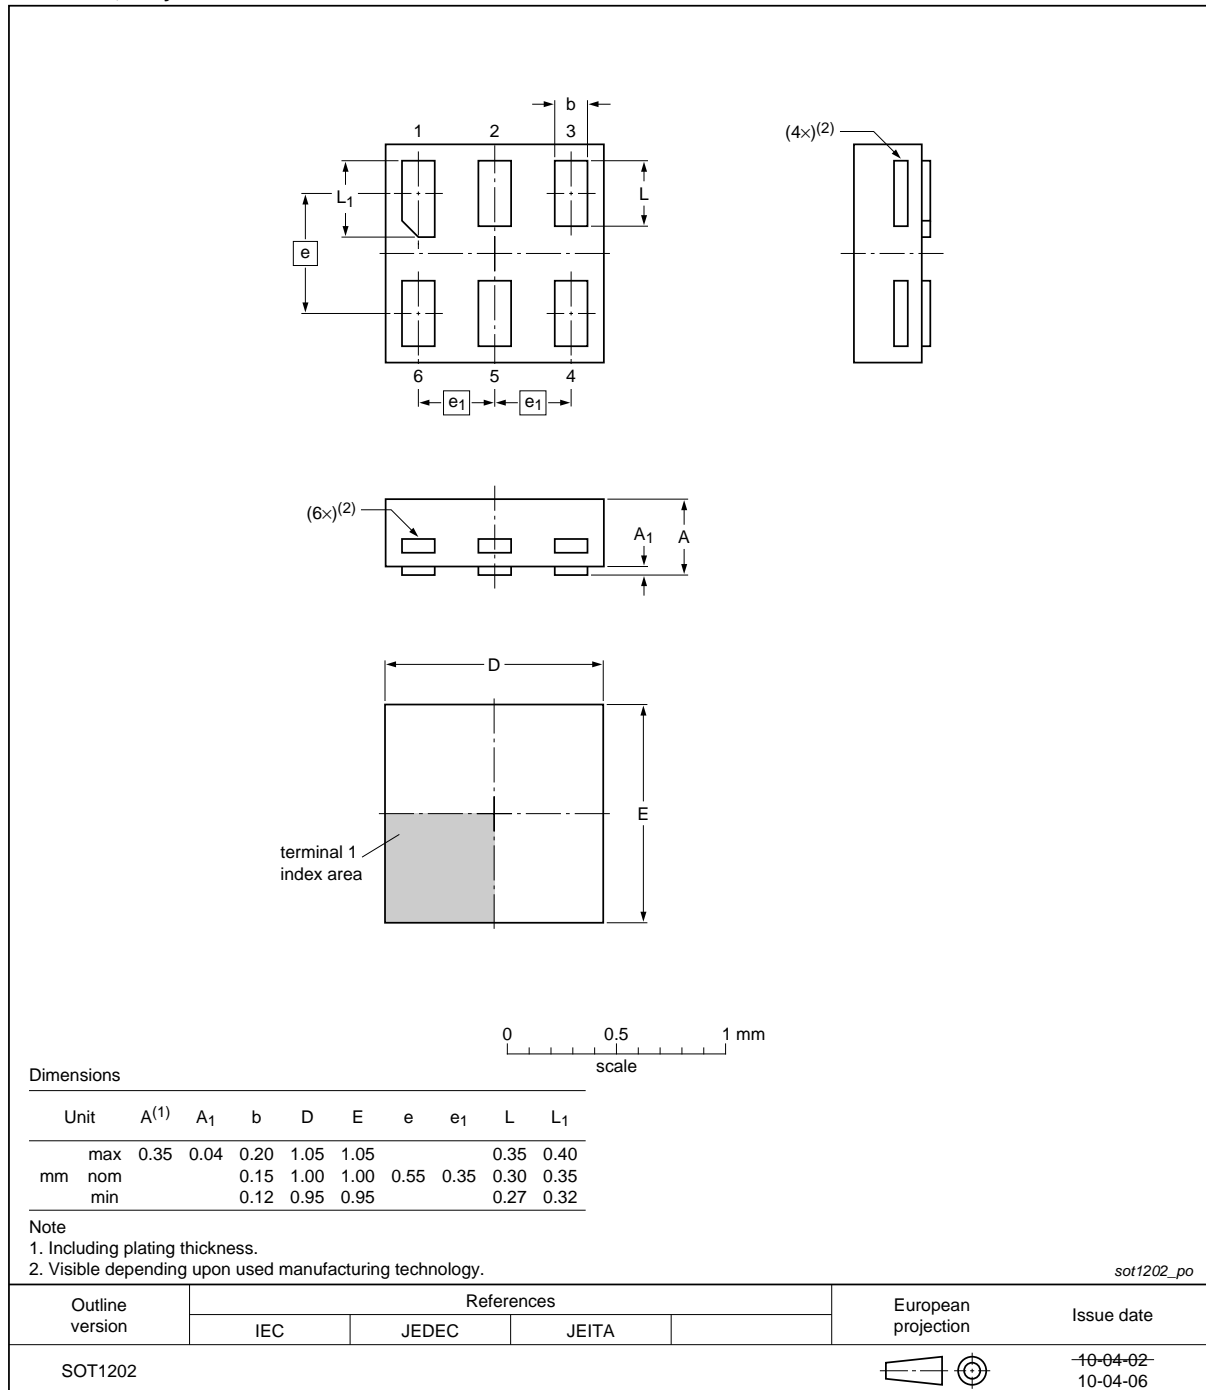 b
1 2 3
(4×)(2)
L1
L
e
6 5 4
e1 e1
(6×)(2)
A1 A
D
E
terminal 1
index area
0 0.5 1 mm
scale
Dimensions
Unit A(1) A1 b D E e e1 L L1
max 0.35 0.04 0.20 1.05 1.05 0.35 0.40
mm nom 0.15 1.00 1.00 0.55 0.35 0.30 0.35
min 0.12 0.95 0.95 0.27 0.32
Note
1. Including plating thickness.
2. Visible depending upon used manufacturing technology.
sot1202_po
Outline version References European projection Issue date
IEC JEDEC JEITA
SOT1202 10-04-02
10-04-06